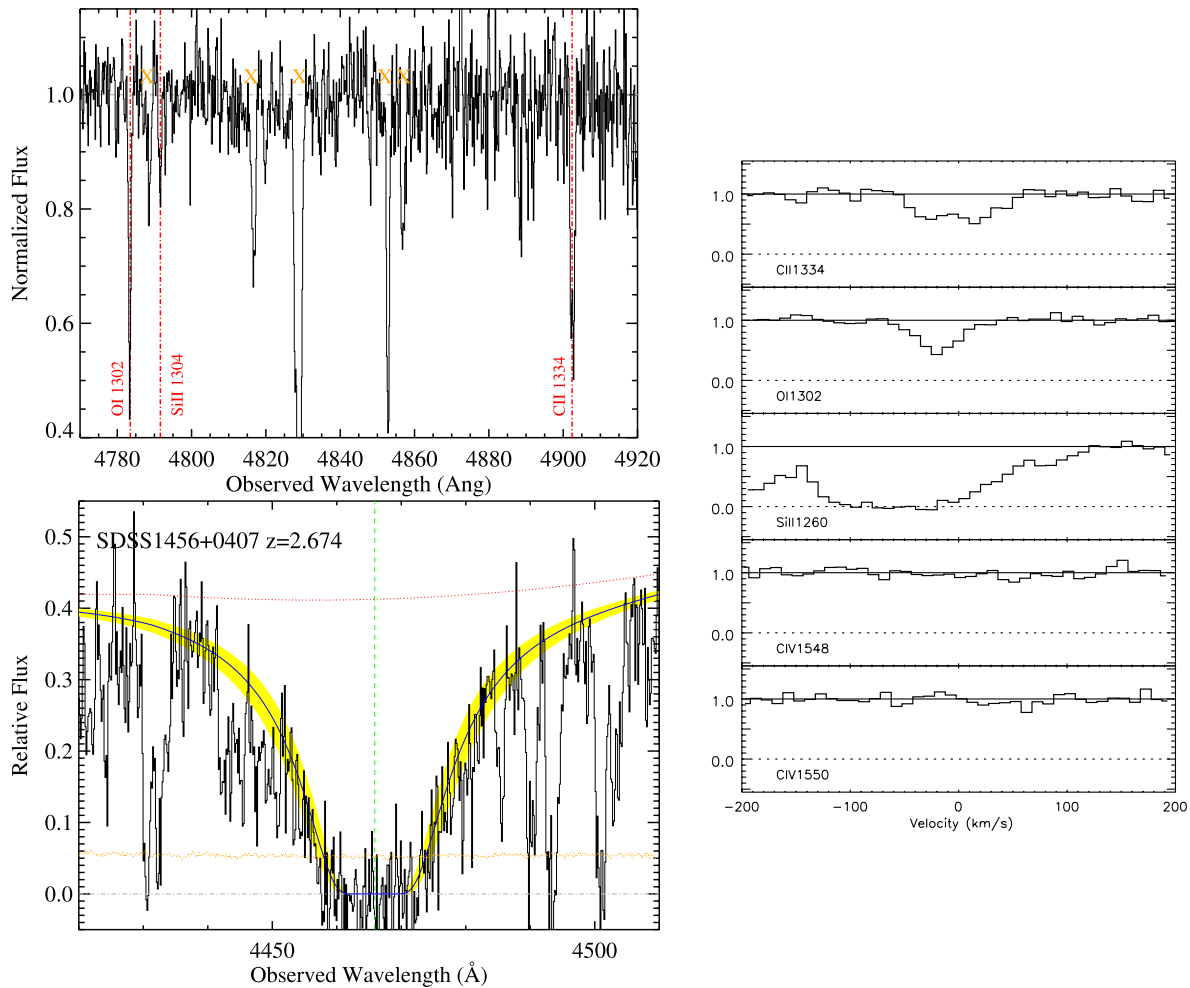 X X X X X
1.0
0.8
0.6
0.4
Normalized Flux
OI 1302
SiII 1304
CII 1334
4780 4800 4820 4840 4860 4880 4900 4920
Observed Wavelength (Ang)
SDSS1456+0407 z=2.674
0.5
0.4
0.3
0.2
0.1
0.0
Relative Flux
4450 4500
Observed Wavelength (Å)
1.0
0.0
CII1334
1.0
0.0
OI1302
1.0
0.0
SiII1260
1.0
0.0
CIV1548
1.0
0.0
CIV1550
-200 -100 0 100 200
Velocity (km/s)